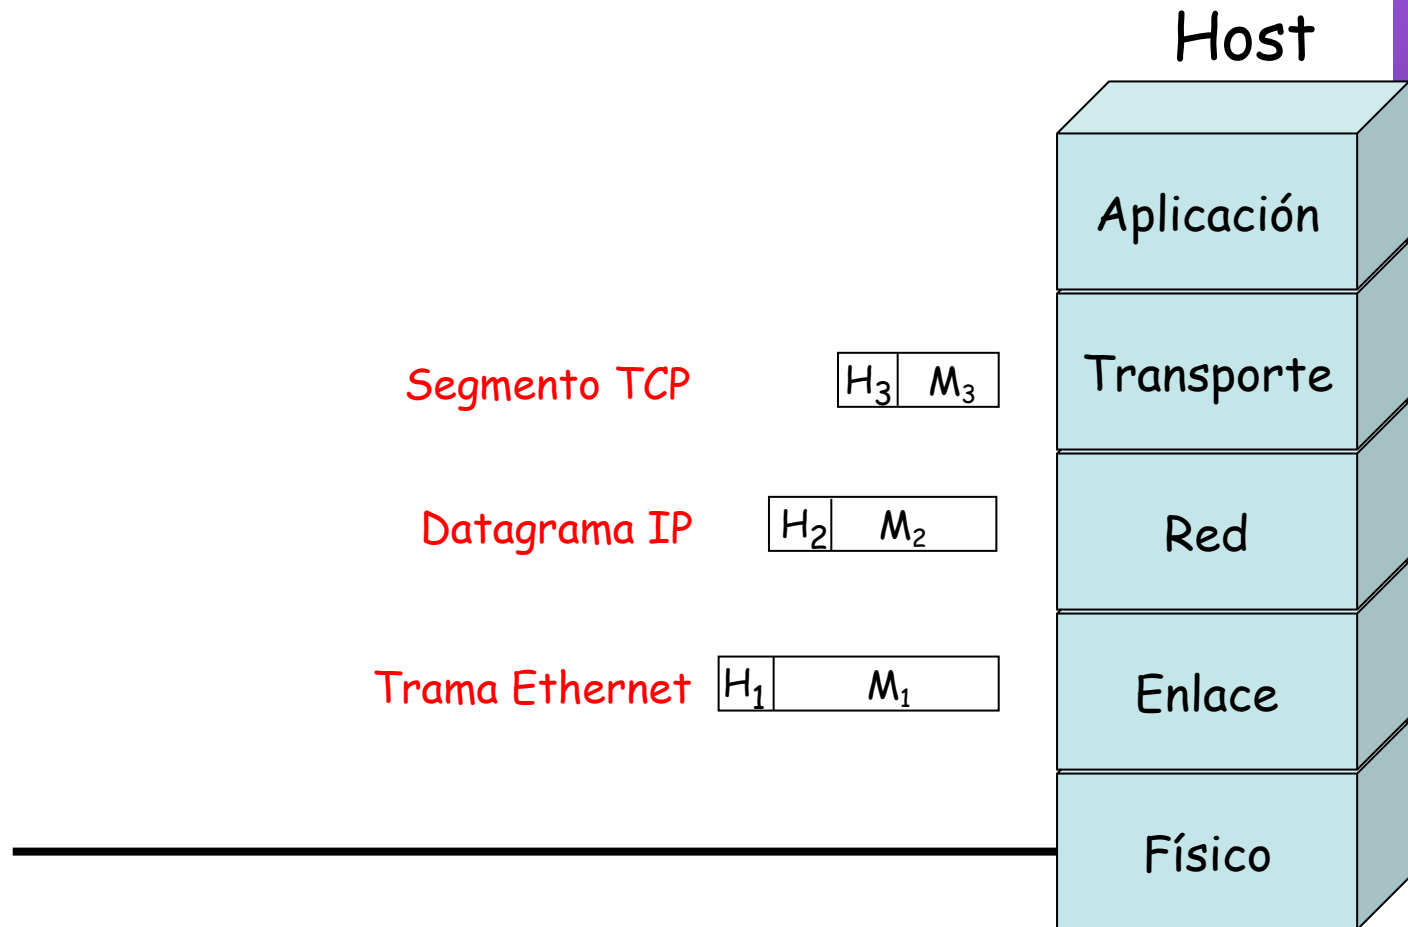 Host
Aplicación
Segmento TCP
H₃ M₃
Transporte
Datagrama IP
H₂ M₂
Red
Trama Ethernet
H₁ M₁
Enlace
Físico